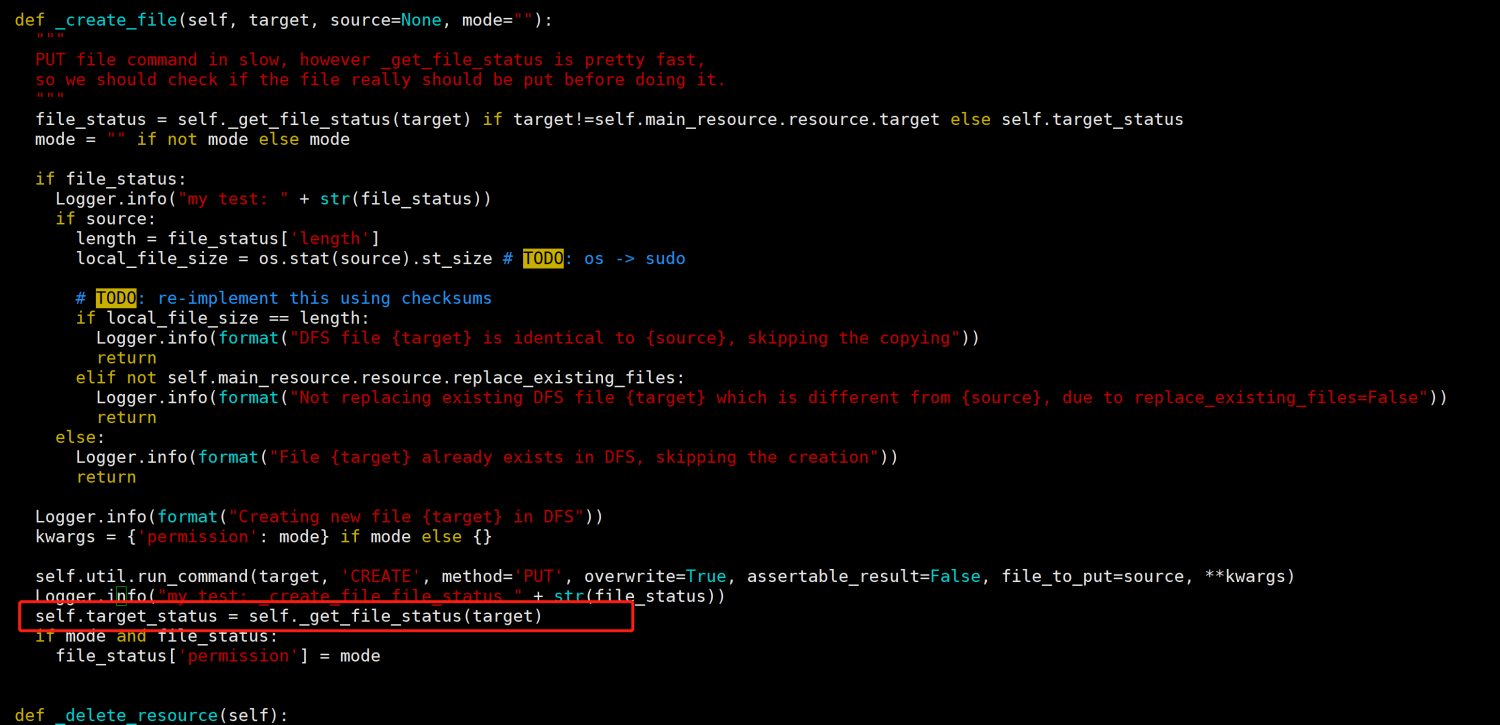 def _create_file(self, target, source=None, mode=""):
"""
PUT file command in slow, however _get_file_status is pretty fast,
so we should check if the file really should be put before doing it.
"""
file_status = self._get_file_status(target) if target!=self.main_resource.resource.target else self.target_status
mode = "" if not mode else mode
if file_status:
Logger.info("my test: " + str(file_status))
if source:
length = file_status['length']
local_file_size = os.stat(source).st_size # TODO: os -> sudo
# TODO: re-implement this using checksums
if local_file_size == length:
Logger.info(format("DFS file {target} is identical to {source}, skipping the copying"))
return
elif not self.main_resource.resource.replace_existing_files:
Logger.info(format("Not replacing existing DFS file {target} which is different from {source}, due to replace_existing_files=False"))
return
else:
Logger.info(format("File {target} already exists in DFS, skipping the creation"))
return
Logger.info(format("Creating new file {target} in DFS"))
kwargs = {'permission': mode} if mode else {}
self.util.run_command(target, 'CREATE', method='PUT', overwrite=True, assertable_result=False, file_to_put=source, **kwargs)
Logger.info("my test: _create_file file_status " + str(file_status))
self.target_status = self._get_file_status(target)
if mode and file_status:
file_status['permission'] = mode
def _delete_resource(self):